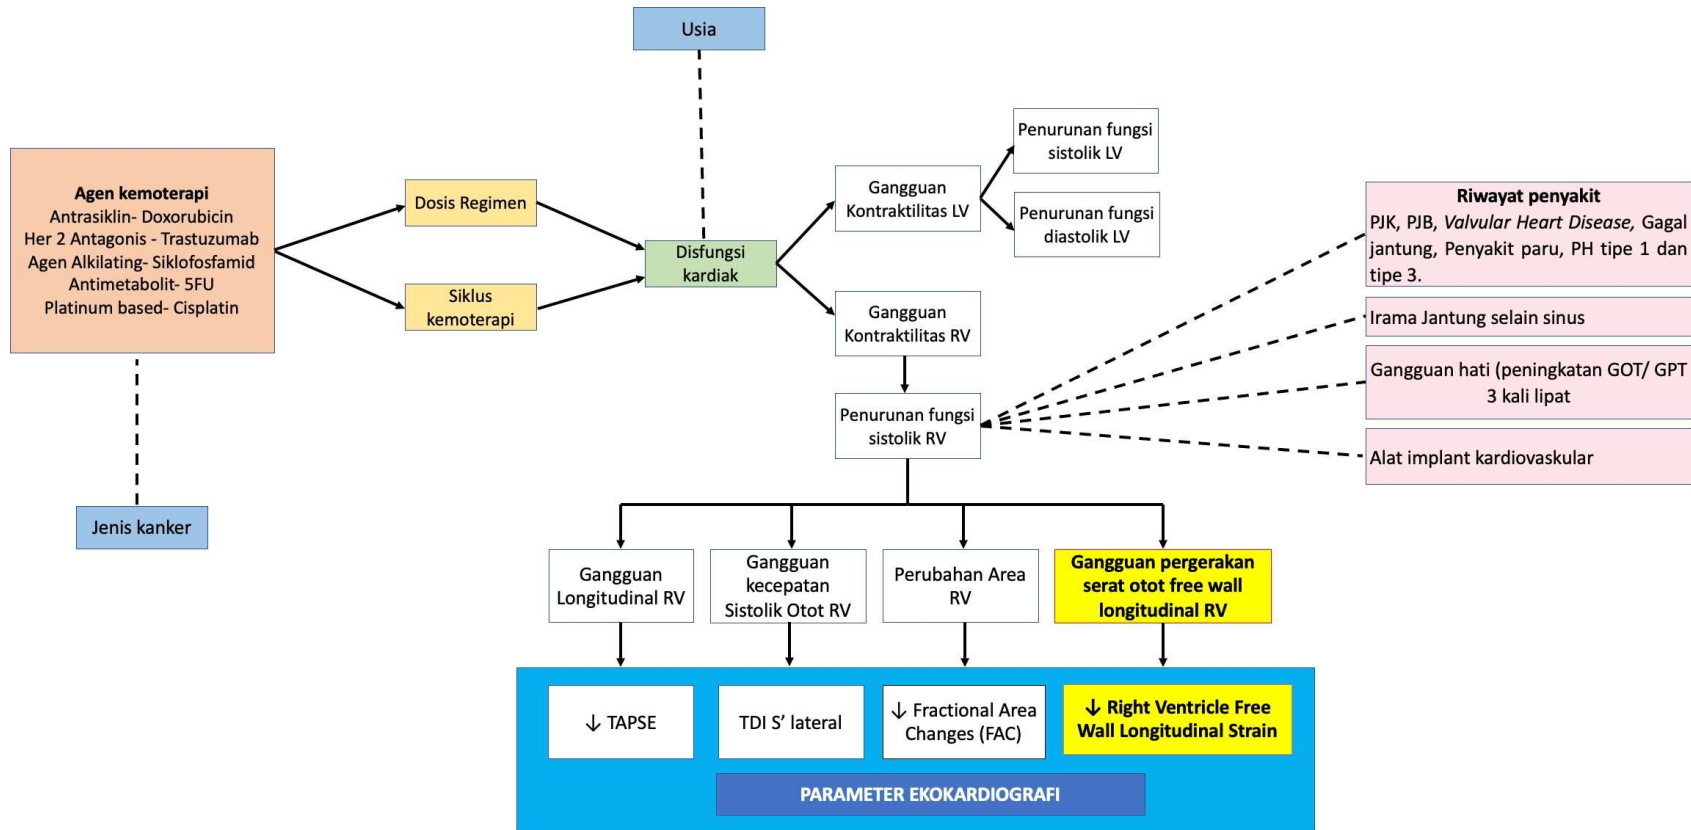 Usia
Agen kemoterapi
Antrasiklin- Doxorubicin
Her 2 Antagonis - Trastuzumab
Agen Alkilating- Siklofosfamid
Antimetabolit- 5FU
Platinum based- Cisplatin
Jenis kanker
Dosis Regimen
Siklus
kemoterapi
Disfungsi
kardiak
Gangguan
Kontraktilitas LV
Penurunan fungsi
sistolik LV
Penurunan fungsi
diastolik LV
Gangguan
Kontraktilitas RV
Penurunan fungsi
sistolik RV
Riwayat penyakit
PJK, PJB, Valvular Heart Disease, Gagal
jantung, Penyakit paru, PH tipe 1 dan
tipe 3.
Irama Jantung selain sinus
Gangguan hati (peningkatan GOT/ GPT
3 kali lipat
Alat implant kardiovaskular
Gangguan
Longitudinal RV
Gangguan
kecepatan
Sistolik Otot RV
Perubahan Area
RV
Gangguan pergerakan
serat otot free wall
longitudinal RV
↓ TAPSE
TDI S’ lateral
↓ Fractional Area
Changes (FAC)
↓ Right Ventricle Free
Wall Longitudinal Strain
PARAMETER EKOKARDIOGRAFI